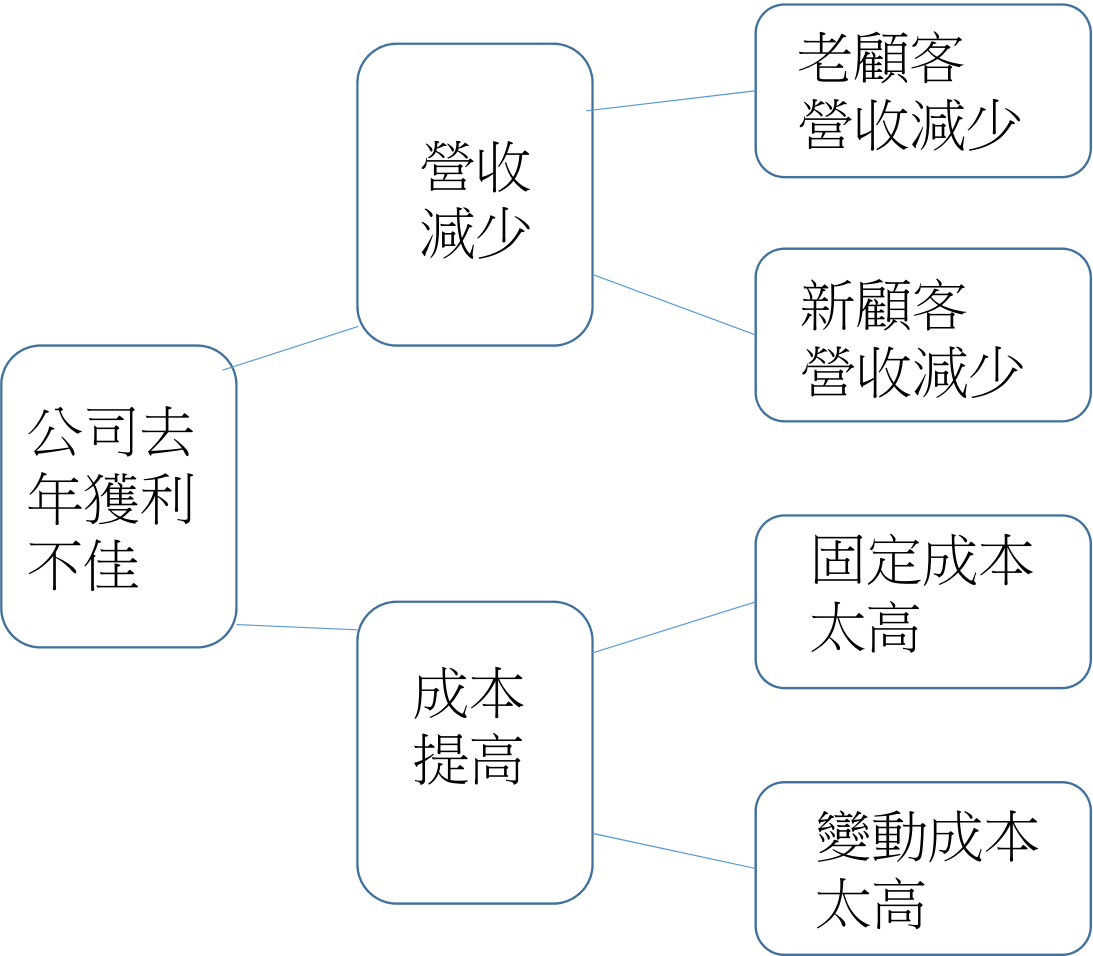 公司去
年獲利
不佳
營收
減少
老顧客
營收減少
新顧客
營收減少
成本
提高
固定成本
太高
變動成本
太高